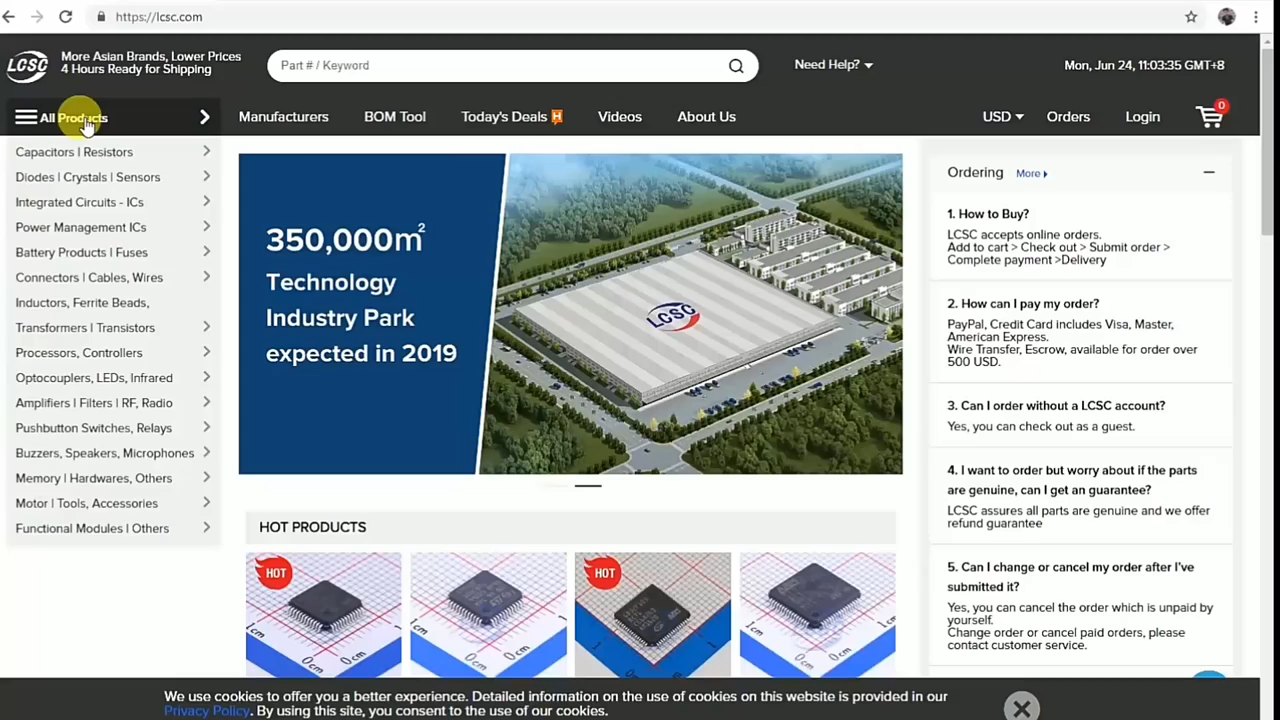 https://lcsc.com
LCSC
More Asian Brands, Lower Prices
4 Hours Ready for Shipping
Part # / Keyword
Need Help?
Mon, Jun 24, 11:03:35 GMT+8
All Products
Manufacturers
BOM Tool
Today's Deals H
Videos
About Us
USD
Orders
Login
0
Capacitors | Resistors
Diodes | Crystals | Sensors
Integrated Circuits - ICs
Power Management ICs
Battery Products | Fuses
Connectors | Cables, Wires
Inductors, Ferrite Beads,
Transformers | Transistors
Processors, Controllers
Optocouplers, LEDs, Infrared
Amplifiers | Filters | RF, Radio
Pushbutton Switches, Relays
Buzzers, Speakers, Microphones
Memory | Hardwares, Others
Motor | Tools, Accessories
Functional Modules | Others
350,000㎡
Technology
Industry Park
expected in 2019
LCSC
HOT PRODUCTS
HOT
HOT
1cm
0
1cm
1cm
0
1cm
1cm
0
1cm
1cm
0
1cm
Ordering
More
1. How to Buy?
LCSC accepts online orders.
Add to cart > Check out > Submit order >
Complete payment >Delivery
2. How can I pay my order?
PayPal, Credit Card includes Visa, Master,
American Express.
Wire Transfer, Escrow, available for order over
500 USD.
3. Can I order without a LCSC account?
Yes, you can check out as a guest.
4. I want to order but worry about if the parts
are genuine, can I get an guarantee?
LCSC assures all parts are genuine and we offer
refund guarantee
5. Can I change or cancel my order after I've
submitted it?
Yes, you can cancel the order which is unpaid by
yourself.
Change order or cancel paid orders, please
contact customer service.
We use cookies to offer you a better experience. Detailed information on the use of cookies on this website is provided in our
Privacy Policy. By using this site, you consent to the use of our cookies.